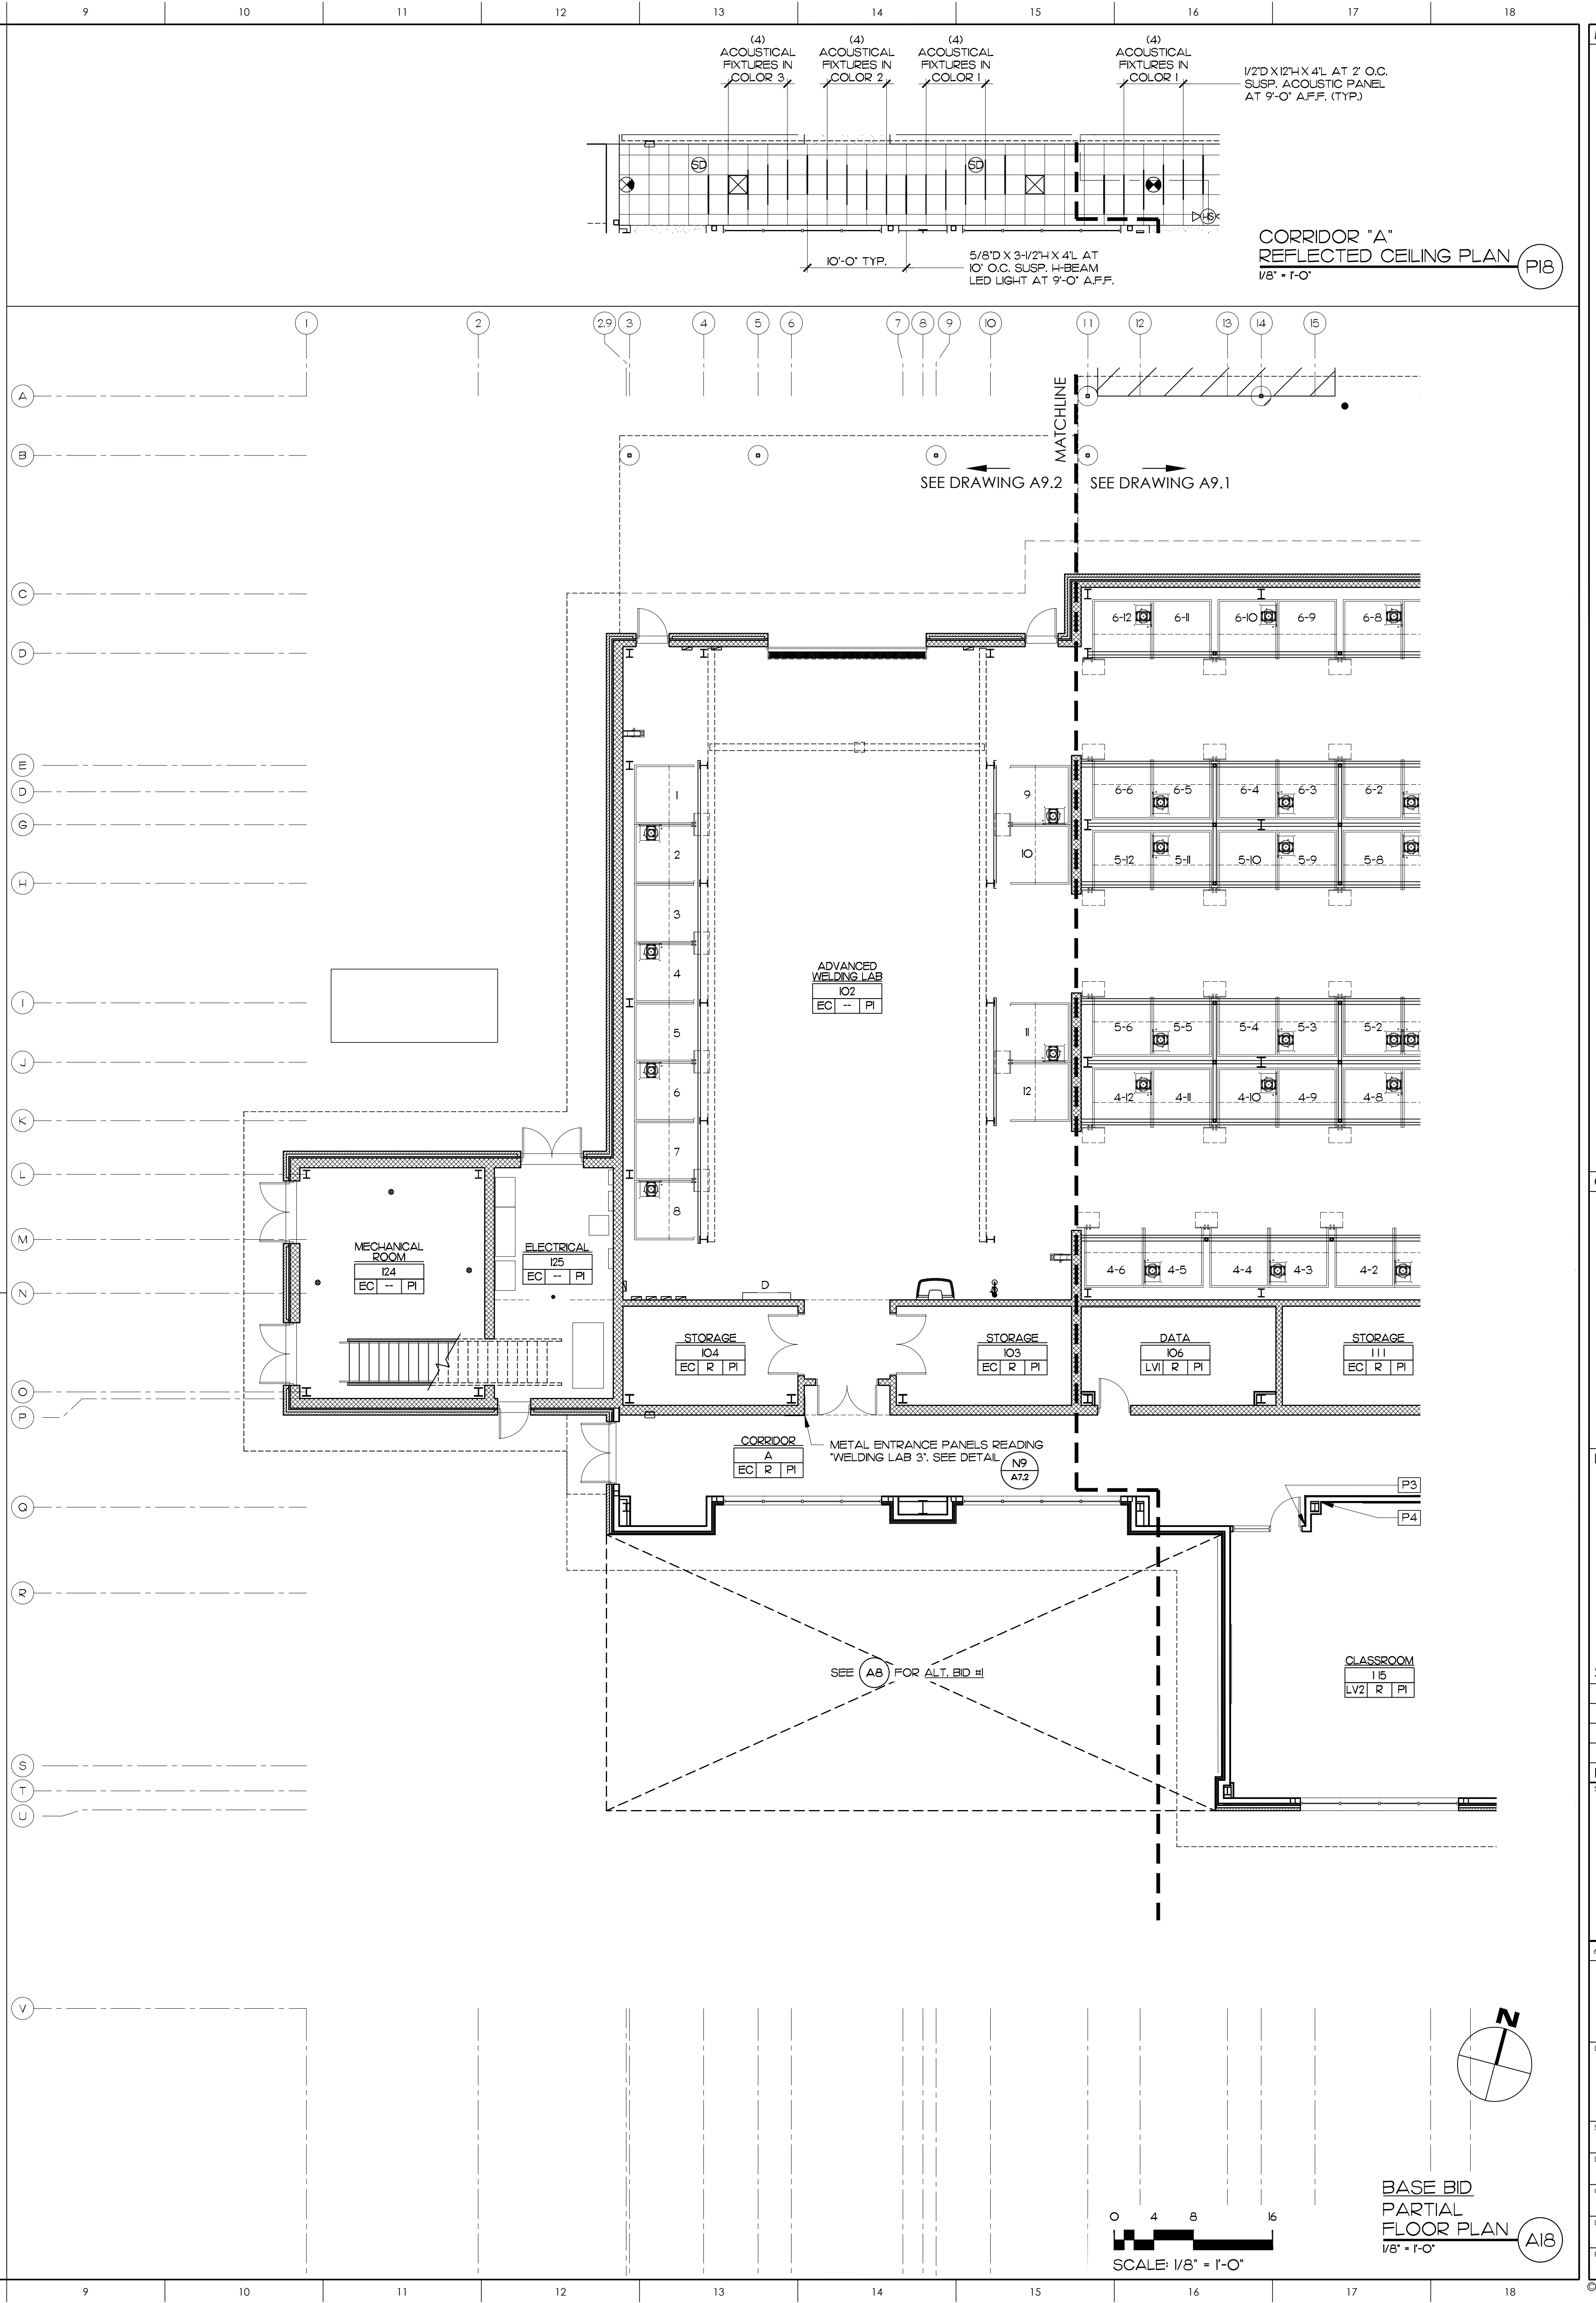 9 10 11 12 13 14 15 16 17 18
(4) (4) (4) (4)
ACOUSTICAL ACOUSTICAL ACOUSTICAL ACOUSTICAL
FIXTURES IN FIXTURES IN FIXTURES IN FIXTURES IN
COLOR 3 COLOR 2 COLOR 1 COLOR 1
1/2"D X 12"H X 4'L AT 2' O.C.
SUSP. ACOUSTIC PANEL
AT 9'-0" A.F.F. (TYP.)
SD SD
HS
10'-0" TYP.
5/8"D X 3-1/2"H X 4'L AT
10' O.C. SUSP. H-BEAM
LED LIGHT AT 9'-0" A.F.F.
CORRIDOR "A"
REFLECTED CEILING PLAN
P18
1/8" = 1'-0"
1 2 2.9 3 4 5 6 7 8 9 10 11 12 13 14 15
A
MATCHLINE
B
SEE DRAWING A9.2 SEE DRAWING A9.1
C
6-12 6-11 6-10 6-9 6-8
D
E
D
1 9 6-6 6-5 6-4 6-3 6-2
G
2 10 5-12 5-11 5-10 5-9 5-8
H
3
ADVANCED
WELDING LAB
102
EC -- P1
4
I
5 11 5-6 5-5 5-4 5-3 5-2
J
6 12 4-12 4-11 4-10 4-9 4-8
K
7
L
8
M
MECHANICAL
ROOM
124
EC -- P1
ELECTRICAL
125
EC -- P1
4-6 4-5 4-4 4-3 4-2
N
D
STORAGE
104
EC R P1
STORAGE
103
EC R P1
DATA
106
LV1 R P1
STORAGE
111
EC R P1
O
P
CORRIDOR
A
EC R P1
METAL ENTRANCE PANELS READING
"WELDING LAB 3". SEE DETAIL
N9
A7.2
P3
Q
P4
R
SEE A8 FOR ALT. BID #1
CLASSROOM
115
LV2 R P1
S
T
U
V
N
BASE BID
PARTIAL
FLOOR PLAN
A18
1/8" = 1'-0"
0 4 8 16
SCALE: 1/8" = 1'-0"
9 10 11 12 13 14 15 16 17 18
©